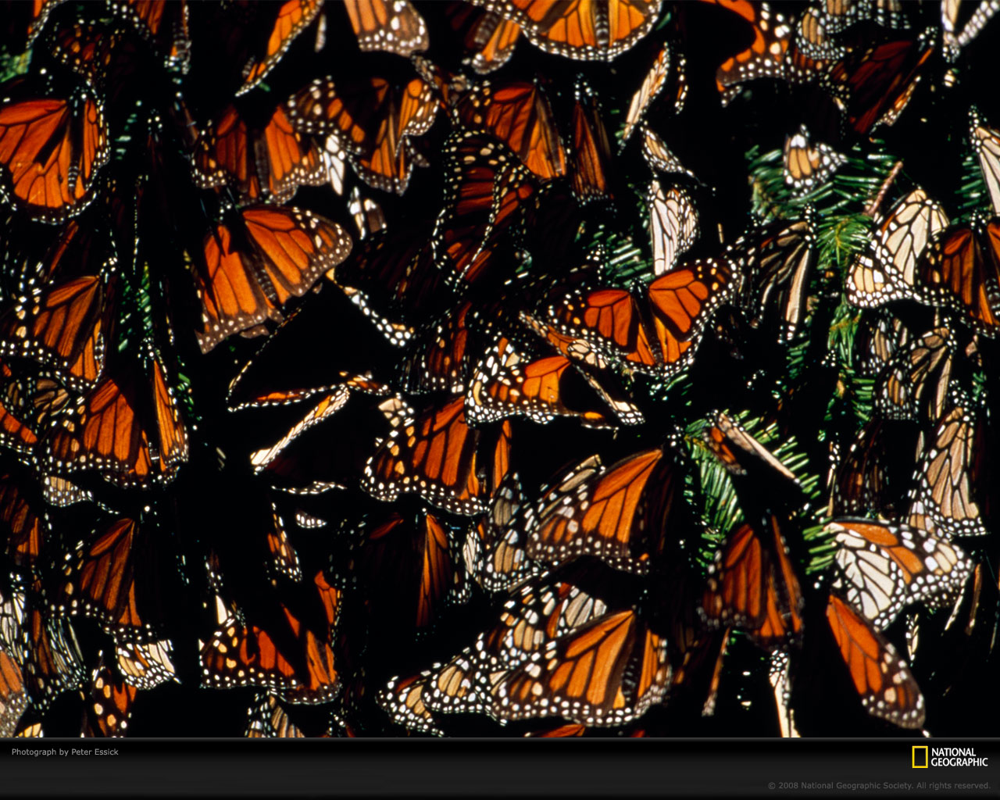 Photograph by Peter Essick
NATIONAL
GEOGRAPHIC
© 2008 National Geographic Society. All rights reserved.